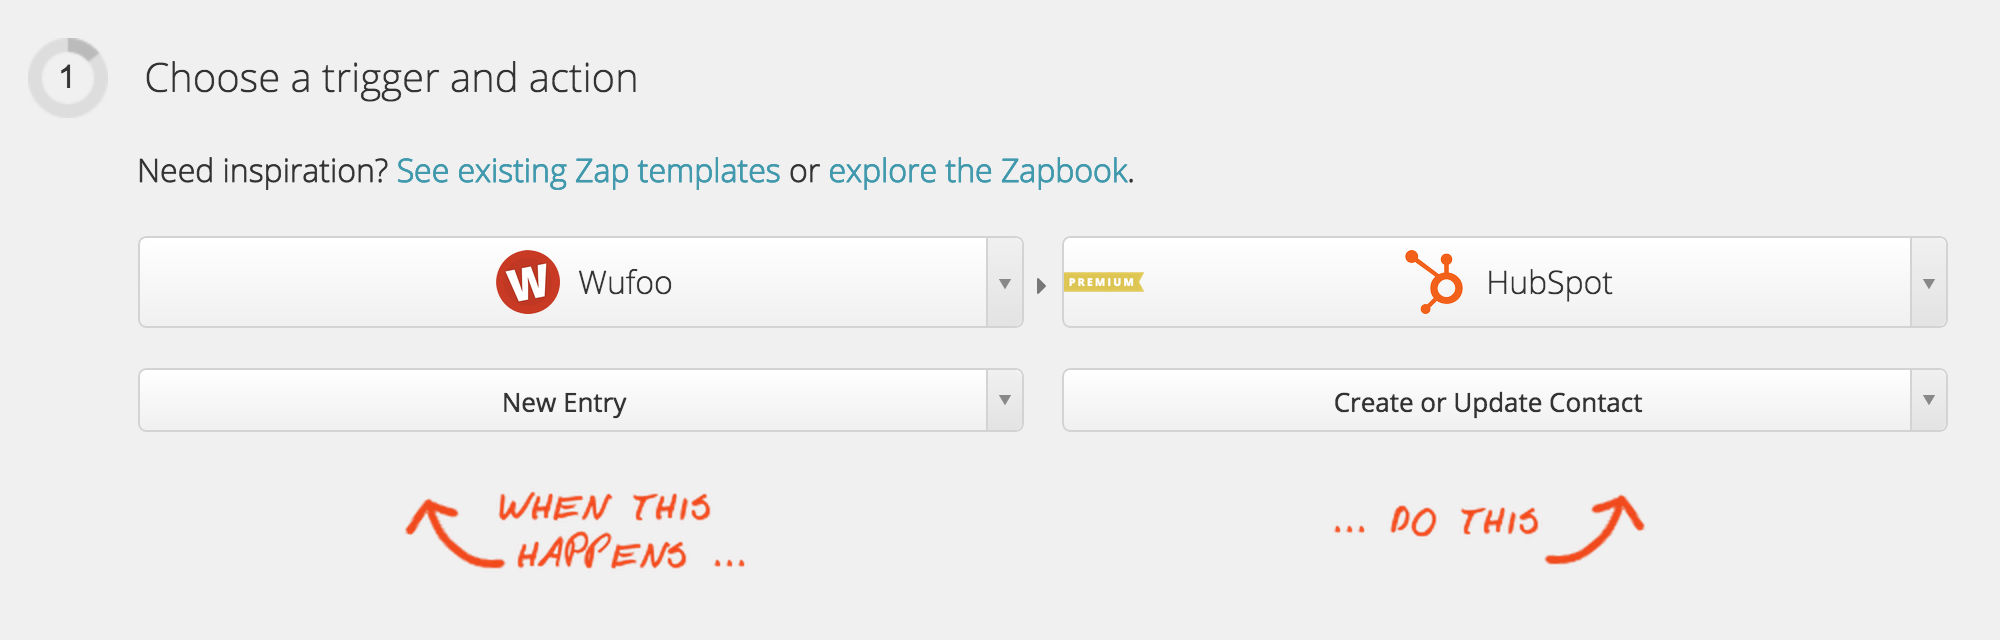 1
Choose a trigger and action
Need inspiration? See existing Zap templates or explore the Zapbook.
W Wufoo
PREMIUM HubSpot
New Entry
Create or Update Contact
WHEN THIS
HAPPENS ...
... DO THIS